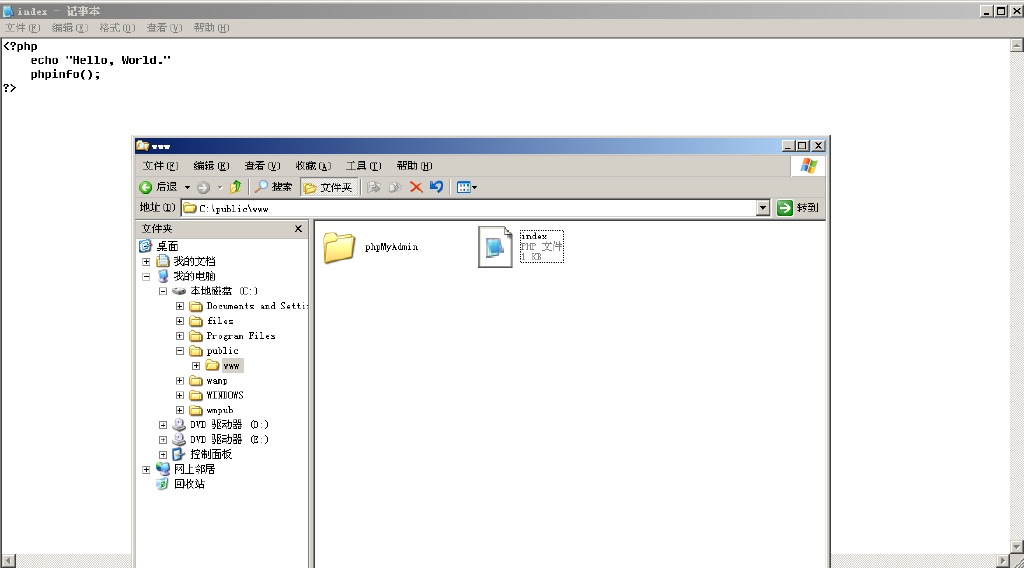 index - 记事本
文件(F) 编辑(E) 格式(O) 查看(V) 帮助(H)
<?php
echo "Hello, World."
phpinfo();
?>
www
文件(F) 编辑(E) 查看(V) 收藏(A) 工具(T) 帮助(H)
后退 搜索 文件夹
地址(D) C:\public\www 转到
文件夹
桌面
我的文档
我的电脑
本地磁盘 (C:)
Documents and Setti
files
Program Files
public
www
wamp
WINDOWS
wmpub
DVD 驱动器 (D:)
DVD 驱动器 (E:)
控制面板
网上邻居
回收站
phpMyAdmin
index
PHP 文件
1 KB